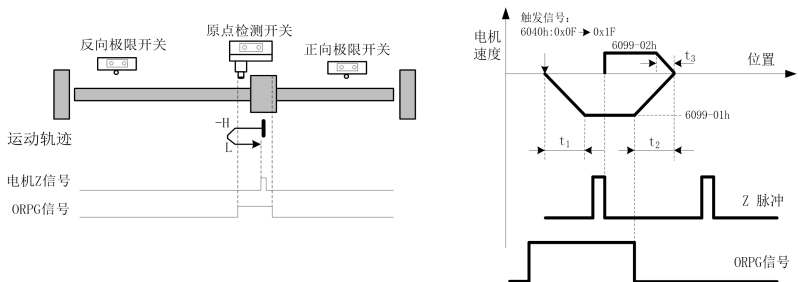 原点检测开关
反向极限开关
正向极限开关
运动轨迹
-H
L
电机Z信号
ORPG信号
触发信号:
6040h:0x0F→0x1F
电机
速度
6099-02h
t3
位置
6099-01h
t1
t2
Z 脉冲
ORPG信号